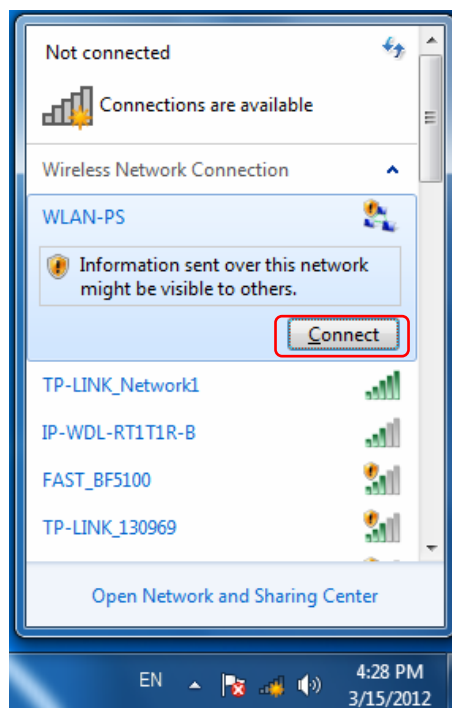 Not connected
Connections are available
Wireless Network Connection
WLAN-PS
Information sent over this network
might be visible to others.
Connect
TP-LINK_Network1
IP-WDL-RT1T1R-B
FAST_BF5100
TP-LINK_130969
Open Network and Sharing Center
EN
4:28 PM
3/15/2012